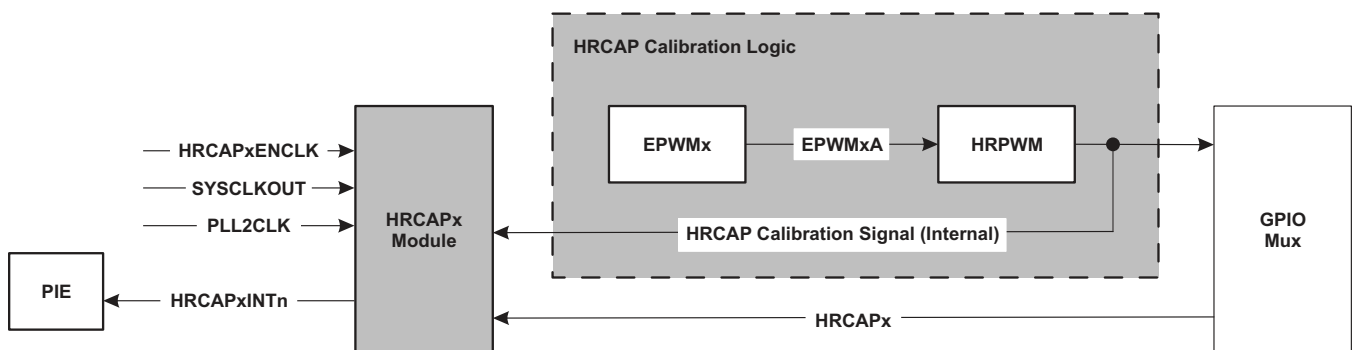 HRCAP Calibration Logic
EPWMx
EPWMxA
HRPWM
HRCAPxENCLK
SYSCLKOUT
PLL2CLK
HRCAPx
Module
HRCAP Calibration Signal (Internal)
GPIO
Mux
PIE
HRCAPxINTn
HRCAPx